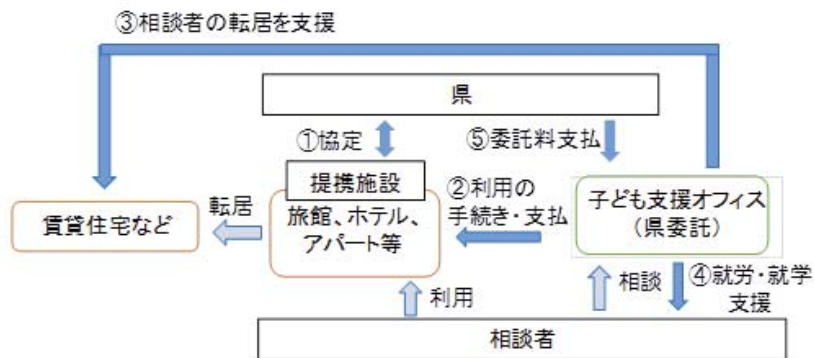 ③相談者の転居を支援
県
①協定
⑤委託料支払
提携施設
旅館、ホテル、
アパート等
②利用の
手続き・支払
子ども支援オフィス
（県委託）
転居
賃貸住宅など
利用
相談
④就労・就学
支援
相談者